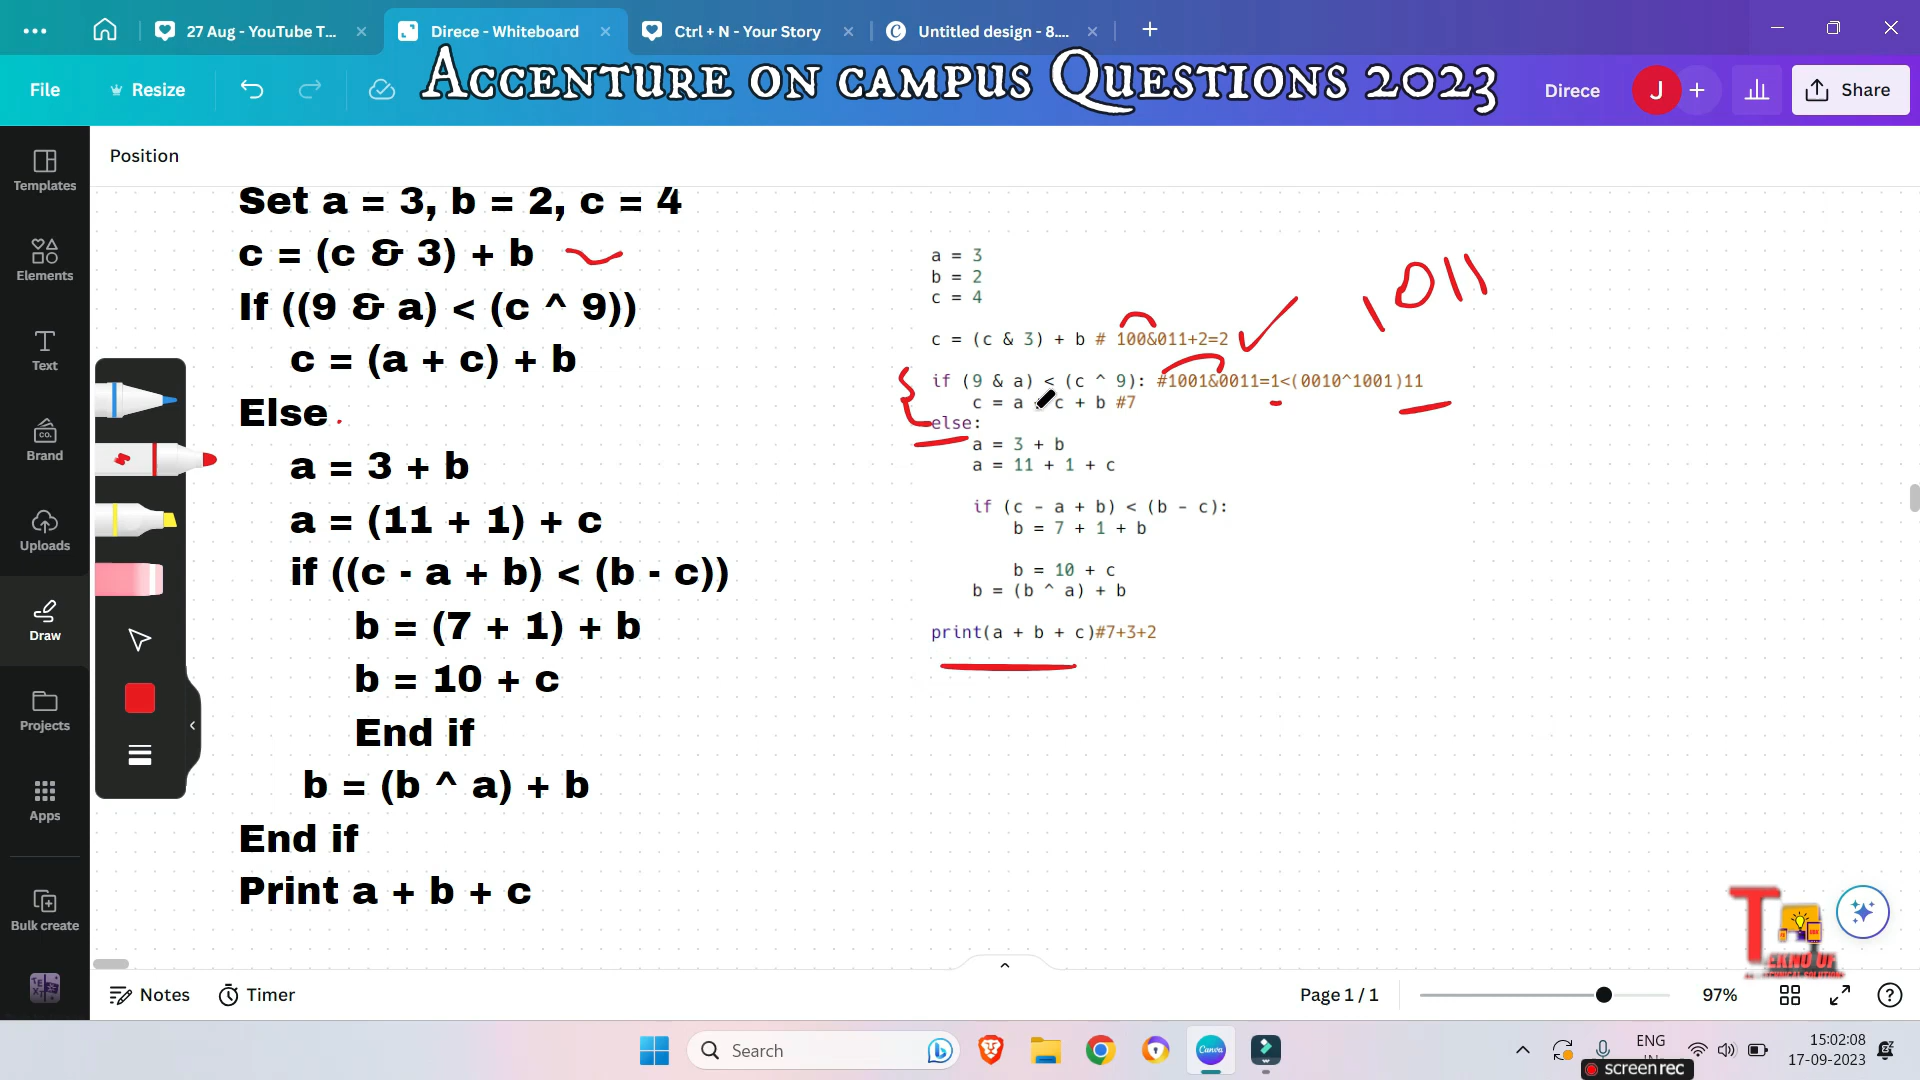 27 Aug - YouTube T... Direce - Whiteboard Ctrl + N - Your Story Untitled design - 8....
ACCENTURE ON CAMPUS QUESTIONS 2023
File Resize Direce J Share
Position
Templates
Elements
Text
Brand
Uploads
Draw
Projects
Apps
Bulk create
Set a = 3, b = 2, c = 4
c = (c & 3) + b
If ((9 & a) < (c ^ 9))
c = (a + c) + b
Else
a = 3 + b
a = (11 + 1) + c
if ((c - a + b) < (b - c))
b = (7 + 1) + b
b = 10 + c
End if
b = (b ^ a) + b
End if
Print a + b + c
a = 3
b = 2
c = 4
c = (c & 3) + b # 100&011+2=2
if (9 & a) < (c ^ 9): #1001&0011=1<(0010^1001)11
c = a c + b #7
else:
a = 3 + b
a = 11 + 1 + c
if (c - a + b) < (b - c):
b = 7 + 1 + b
b = 10 + c
b = (b ^ a) + b
print(a + b + c)#7+3+2
1011
Notes Timer Page 1 / 1 97%
Search Canva ENG 15:02:08
17-09-2023
screenrec